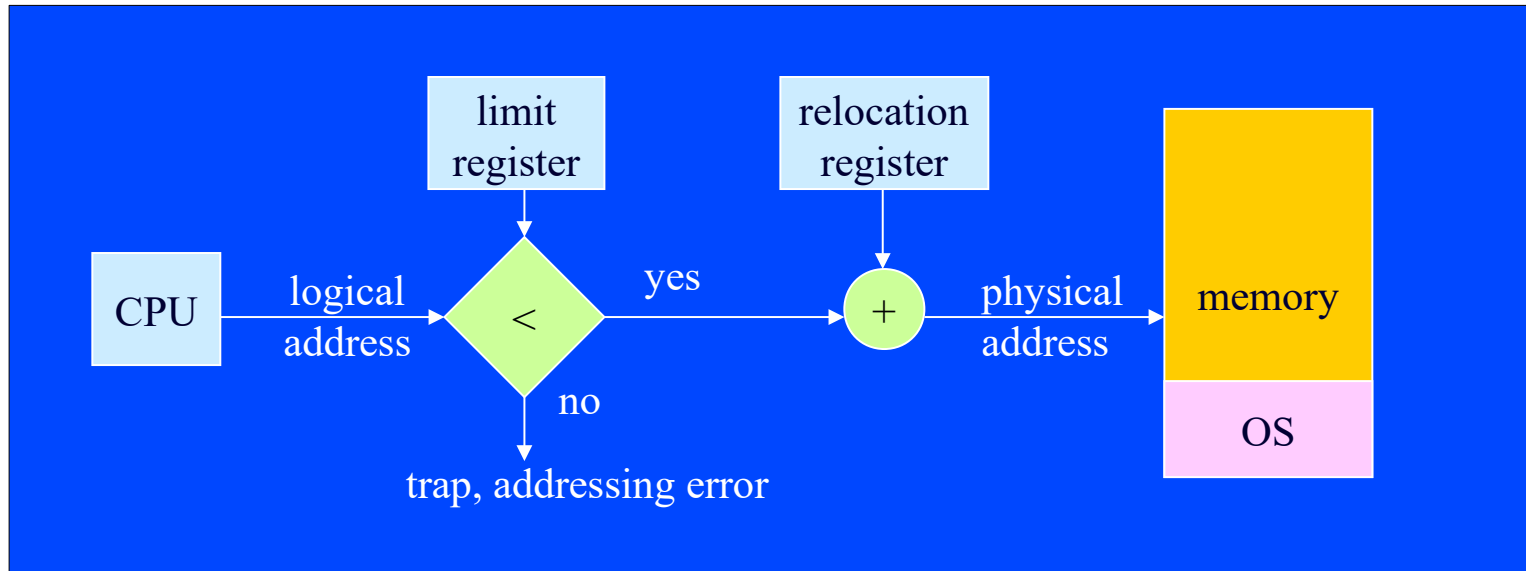 limit
register
relocation
register
CPU
logical
address
<
yes
+
physical
address
memory
no
OS
trap, addressing error